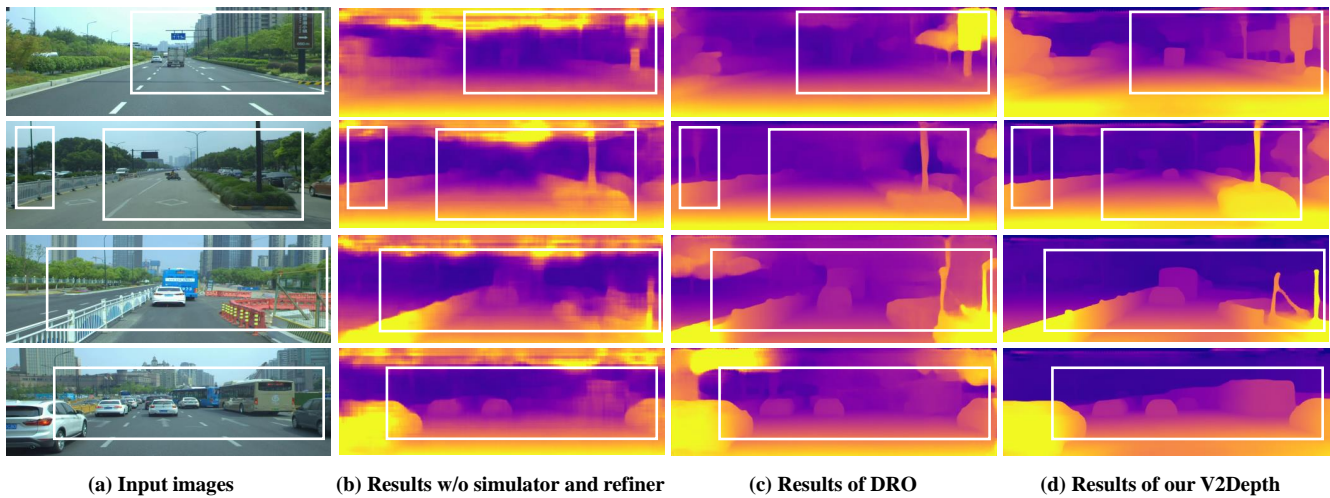 (a) Input images
(b) Results w/o simulator and refiner
(c) Results of DRO
(d) Results of our V2Depth